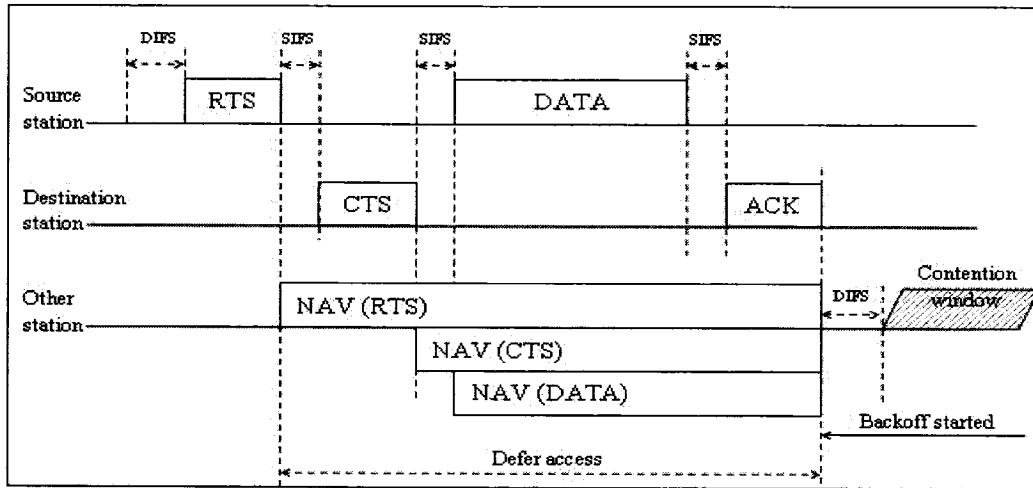 DIFS
SIFS
SIFS
SIFS
Source
station
RTS
DATA
Destination
station
CTS
ACK
Other
station
NAV (RTS)
DIFS
Contention
window
NAV (CTS)
NAV (DATA)
Backoff started
Defer access